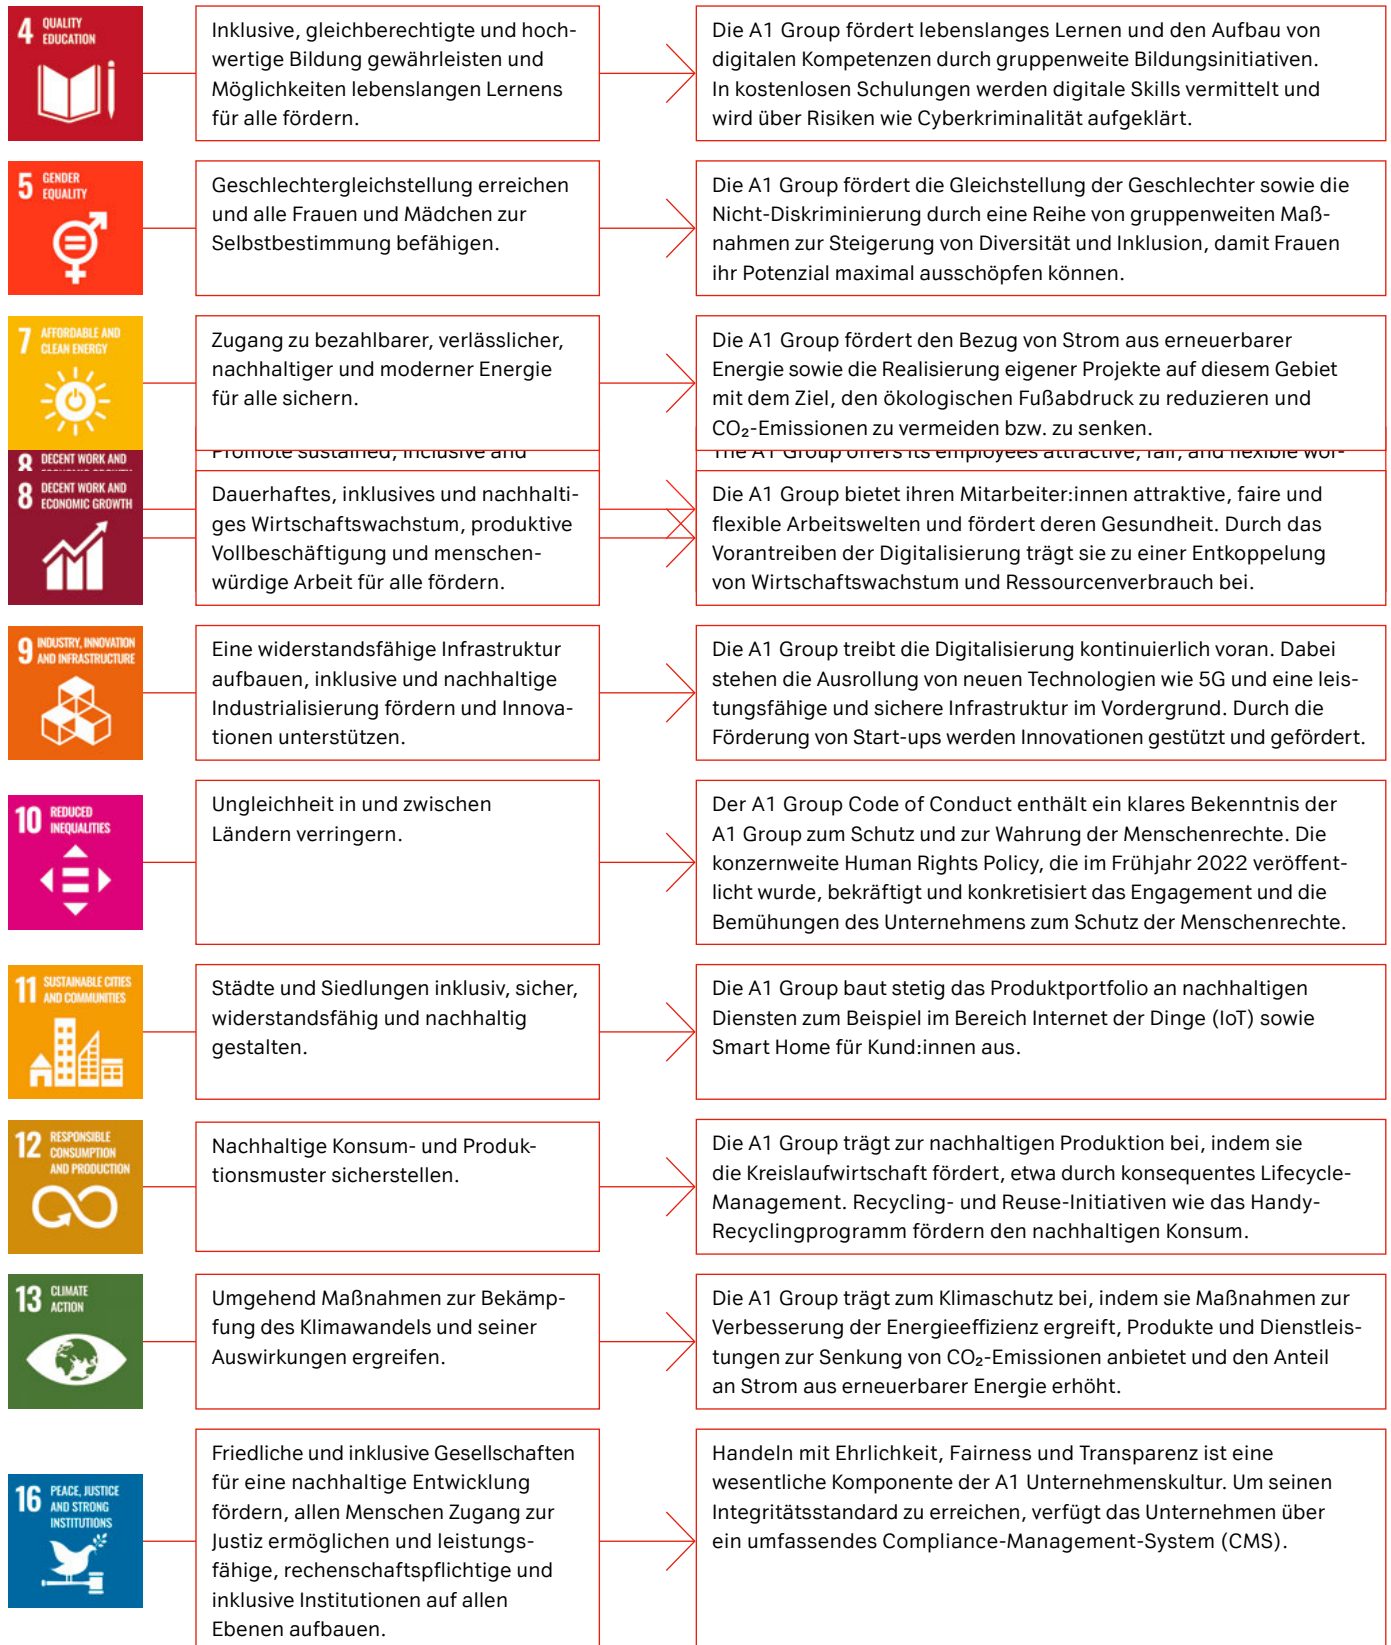 4 QUALITY
EDUCATION
Inklusive, gleichberechtigte und hoch-
wertige Bildung gewährleisten und
Möglichkeiten lebenslangen Lernens
für alle fördern.
Die A1 Group fördert lebenslanges Lernen und den Aufbau von
digitalen Kompetenzen durch gruppenweite Bildungsinitiativen.
In kostenlosen Schulungen werden digitale Skills vermittelt und
wird über Risiken wie Cyberkriminalität aufgeklärt.
5 GENDER
EQUALITY
Geschlechtergleichstellung erreichen
und alle Frauen und Mädchen zur
Selbstbestimmung befähigen.
Die A1 Group fördert die Gleichstellung der Geschlechter sowie die
Nicht-Diskriminierung durch eine Reihe von gruppenweiten Maß-
nahmen zur Steigerung von Diversität und Inklusion, damit Frauen
ihr Potenzial maximal ausschöpfen können.
7 AFFORDABLE AND
CLEAN ENERGY
Zugang zu bezahlbarer, verlässlicher,
nachhaltiger und moderner Energie
für alle sichern.
Die A1 Group fördert den Bezug von Strom aus erneuerbarer
Energie sowie die Realisierung eigener Projekte auf diesem Gebiet
mit dem Ziel, den ökologischen Fußabdruck zu reduzieren und
CO₂-Emissionen zu vermeiden bzw. zu senken.
8 DECENT WORK AND
Promote sustained, inclusive and
The A1 Group offers its employees attractive, fair, and flexible wor-
8 DECENT WORK AND
ECONOMIC GROWTH
Dauerhaftes, inklusives und nachhalti-
ges Wirtschaftswachstum, produktive
Vollbeschäftigung und menschen-
würdige Arbeit für alle fördern.
Die A1 Group bietet ihren Mitarbeiter:innen attraktive, faire und
flexible Arbeitswelten und fördert deren Gesundheit. Durch das
Vorantreiben der Digitalisierung trägt sie zu einer Entkoppelung
von Wirtschaftswachstum und Ressourcenverbrauch bei.
9 INDUSTRY, INNOVATION
AND INFRASTRUCTURE
Eine widerstandsfähige Infrastruktur
aufbauen, inklusive und nachhaltige
Industrialisierung fördern und Innova-
tionen unterstützen.
Die A1 Group treibt die Digitalisierung kontinuierlich voran. Dabei
stehen die Ausrollung von neuen Technologien wie 5G und eine leis-
tungsfähige und sichere Infrastruktur im Vordergrund. Durch die
Förderung von Start-ups werden Innovationen gestützt und gefördert.
10 REDUCED
INEQUALITIES
Ungleichheit in und zwischen
Ländern verringern.
Der A1 Group Code of Conduct enthält ein klares Bekenntnis der
A1 Group zum Schutz und zur Wahrung der Menschenrechte. Die
konzernweite Human Rights Policy, die im Frühjahr 2022 veröffent-
licht wurde, bekräftigt und konkretisiert das Engagement und die
Bemühungen des Unternehmens zum Schutz der Menschenrechte.
11 SUSTAINABLE CITIES
AND COMMUNITIES
Städte und Siedlungen inklusiv, sicher,
widerstandsfähig und nachhaltig
gestalten.
Die A1 Group baut stetig das Produktportfolio an nachhaltigen
Diensten zum Beispiel im Bereich Internet der Dinge (IoT) sowie
Smart Home für Kund:innen aus.
12 RESPONSIBLE
CONSUMPTION
AND PRODUCTION
Nachhaltige Konsum- und Produk-
tionsmuster sicherstellen.
Die A1 Group trägt zur nachhaltigen Produktion bei, indem sie
die Kreislaufwirtschaft fördert, etwa durch konsequentes Lifecycle-
Management. Recycling- und Reuse-Initiativen wie das Handy-
Recyclingprogramm fördern den nachhaltigen Konsum.
13 CLIMATE
ACTION
Umgehend Maßnahmen zur Bekämp-
fung des Klimawandels und seiner
Auswirkungen ergreifen.
Die A1 Group trägt zum Klimaschutz bei, indem sie Maßnahmen zur
Verbesserung der Energieeffizienz ergreift, Produkte und Dienstleis-
tungen zur Senkung von CO₂-Emissionen anbietet und den Anteil
an Strom aus erneuerbarer Energie erhöht.
16 PEACE, JUSTICE
AND STRONG
INSTITUTIONS
Friedliche und inklusive Gesellschaften
für eine nachhaltige Entwicklung
fördern, allen Menschen Zugang zur
Justiz ermöglichen und leistungs-
fähige, rechenschaftspflichtige und
inklusive Institutionen auf allen
Ebenen aufbauen.
Handeln mit Ehrlichkeit, Fairness und Transparenz ist eine
wesentliche Komponente der A1 Unternehmenskultur. Um seinen
Integritätsstandard zu erreichen, verfügt das Unternehmen über
ein umfassendes Compliance-Management-System (CMS).